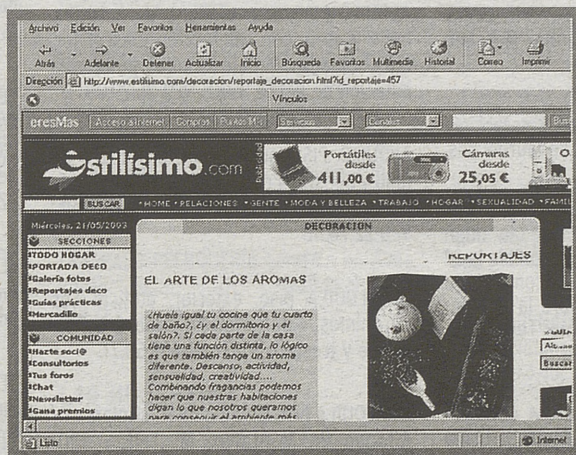 Archivo Edición Ver Favoritos Herramientas Ayuda
Atrás Adelante Detener Actualizar Inicio Búsqueda Favoritos Multimedia Historial Correo Imprimir
Dirección http://www.estilisimo.com/decoracion/reportaje_decoracion.html?id_reportaje=457
Vínculos
eresMas Acceso a Internet Compras Servicios Canales
estilísimo.com
Publicidad
Portátiles desde 411,00 €
Cámaras desde 25,05 €
BUSCAR • HOME • RELACIONES • GENTE • MODA Y BELLEZA • TRABAJO • HOGAR • SEXUALIDAD • FAMIL
Miércoles, 21/05/2003
DECORACIÓN
SECCIONES
TODO HOGAR
PORTADA DECO
Galería fotos
Reportajes deco
Guías prácticas
Mercadillo
REPORTAJES
EL ARTE DE LOS AROMAS
¿Huele igual tu cocina que tu cuarto
de baño?, ¿y el dormitorio y el
salón?. Si cada parte de la casa
tiene una función distinta, lo lógico
es que también tenga un aroma
diferente. Descanso, actividad,
sensualidad, creatividad....
Combinando fragancias podemos
hacer que nuestras habitaciones
digan lo que nosotros queramos
para conseguir el ambiente más
COMUNIDAD
Hazte soci@
Consultorios
Tus foros
Chat
Newsletter
Gana premios
Buscar
Listo
Internet